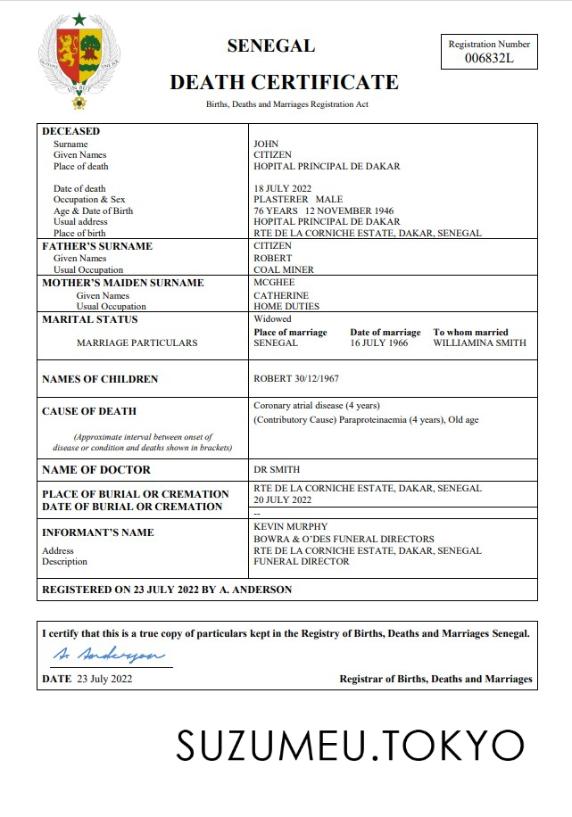 SENEGAL
DEATH CERTIFICATE
Births, Deaths and Marriages Registration Act
Registration Number
006832L
DECEASED
Surname JOHN
Given Names CITIZEN
Place of death HOPITAL PRINCIPAL DE DAKAR
Date of death 18 JULY 2022
Occupation & Sex PLASTERER MALE
Age & Date of Birth 76 YEARS 12 NOVEMBER 1946
Usual address HOPITAL PRINCIPAL DE DAKAR
Place of birth RTE DE LA CORNICHE ESTATE, DAKAR, SENEGAL
FATHER'S SURNAME CITIZEN
Given Names ROBERT
Usual Occupation COAL MINER
MOTHER'S MAIDEN SURNAME MCGHEE
Given Names CATHERINE
Usual Occupation HOME DUTIES
MARITAL STATUS Widowed
Place of marriage Date of marriage To whom married
MARRIAGE PARTICULARS SENEGAL 16 JULY 1966 WILLIAMINA SMITH
NAMES OF CHILDREN ROBERT 30/12/1967
CAUSE OF DEATH
Coronary atrial disease (4 years)
(Contributory Cause) Paraproteinaemia (4 years), Old age
(Approximate interval between onset of
disease or condition and deaths shown in brackets)
NAME OF DOCTOR DR SMITH
PLACE OF BURIAL OR CREMATION RTE DE LA CORNICHE ESTATE, DAKAR, SENEGAL
DATE OF BURIAL OR CREMATION 20 JULY 2022
--
INFORMANT'S NAME KEVIN MURPHY
BOWRA & O'DES FUNERAL DIRECTORS
Address RTE DE LA CORNICHE ESTATE, DAKAR, SENEGAL
Description FUNERAL DIRECTOR
REGISTERED ON 23 JULY 2022 BY A. ANDERSON
I certify that this is a true copy of particulars kept in the Registry of Births, Deaths and Marriages Senegal.
A. Anderson
DATE 23 July 2022 Registrar of Births, Deaths and Marriages
SUZUMEU.TOKYO